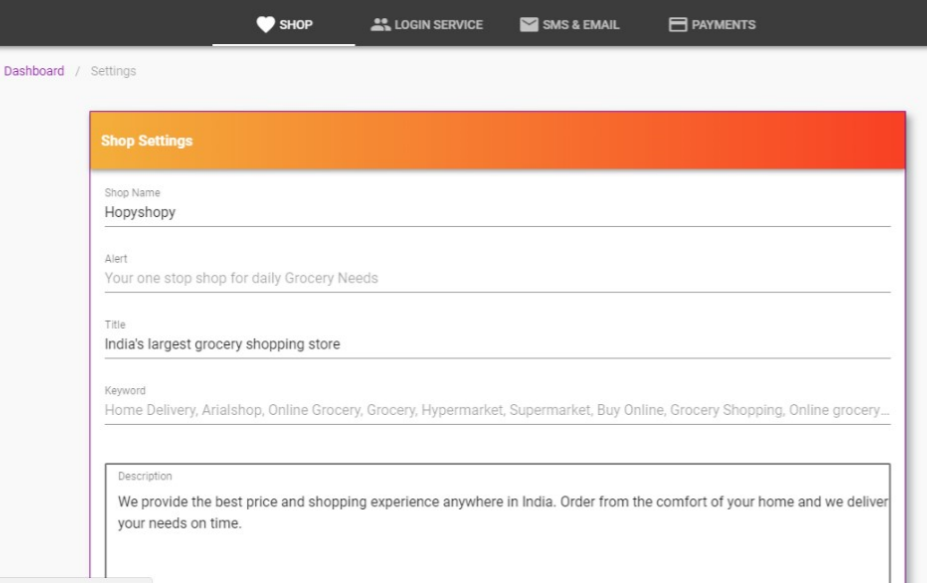 SHOP LOGIN SERVICE SMS & EMAIL PAYMENTS
Dashboard / Settings
Shop Settings
Shop Name
Hopyshopy
Alert
Your one stop shop for daily Grocery Needs
Title
India's largest grocery shopping store
Keyword
Home Delivery, Arialshop, Online Grocery, Grocery, Hypermarket, Supermarket, Buy Online, Grocery Shopping, Online grocery...
Description
We provide the best price and shopping experience anywhere in India. Order from the comfort of your home and we deliver
your needs on time.